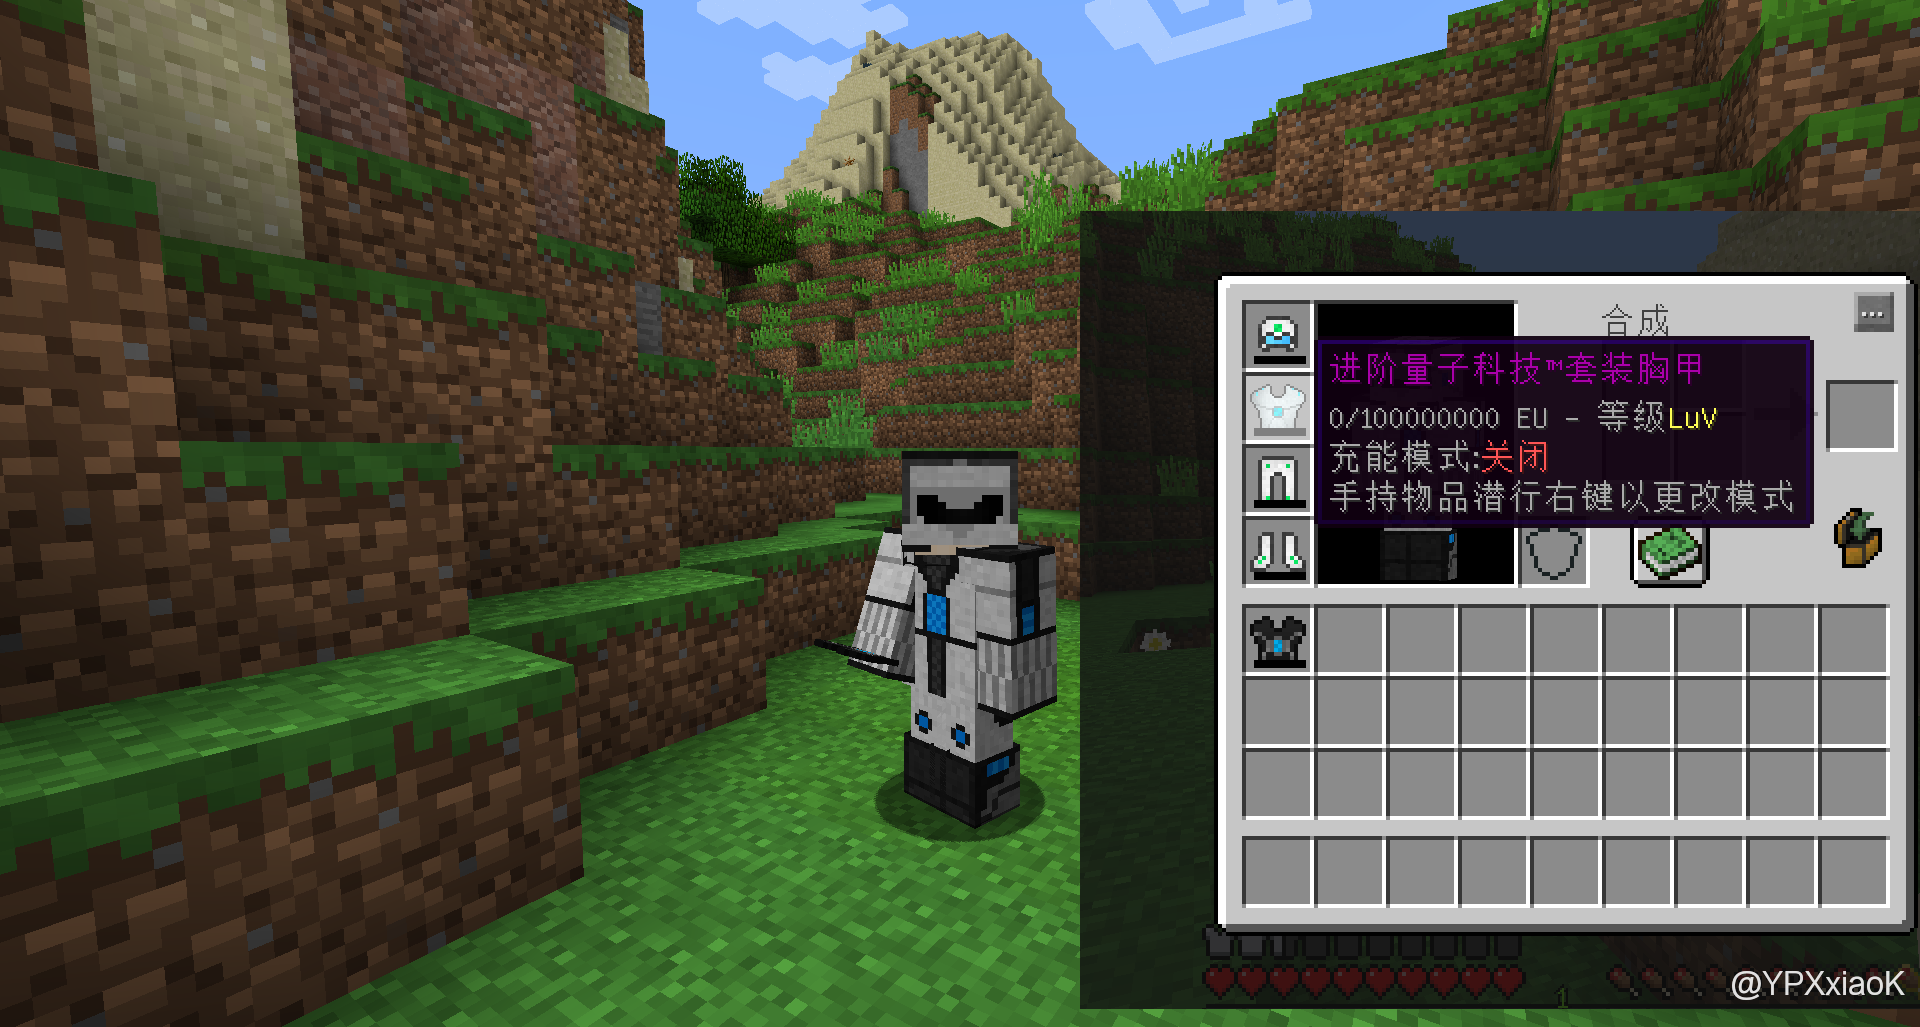 合成
...
进阶量子科技™套装胸甲
0/100000000 EU - 等级LuV
充能模式:关闭
手持物品潜行右键以更改模式
1
@YPXxiaoK